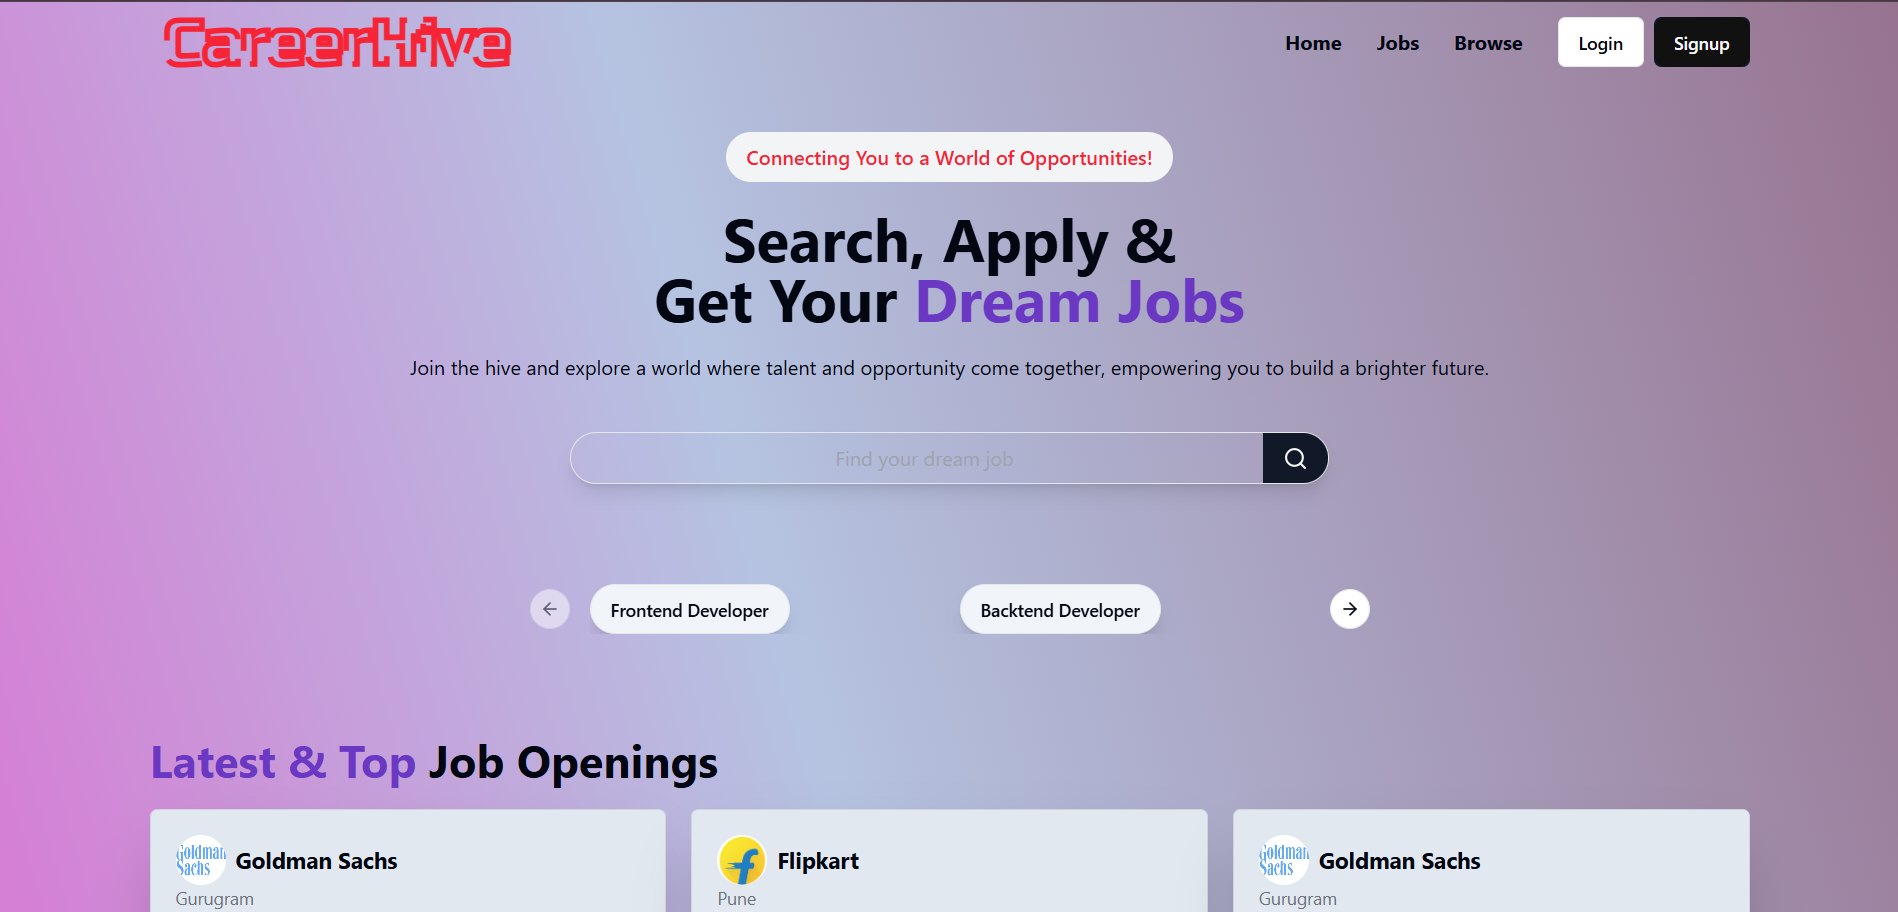 CareerHive
Home Jobs Browse Login Signup
Connecting You to a World of Opportunities!
Search, Apply &
Get Your Dream Jobs
Join the hive and explore a world where talent and opportunity come together, empowering you to build a brighter future.
Find your dream job
Frontend Developer Backtend Developer
Latest & Top Job Openings
Goldman Sachs Goldman Sachs
Gurugram
Flipkart
Pune
Goldman Sachs Goldman Sachs
Gurugram